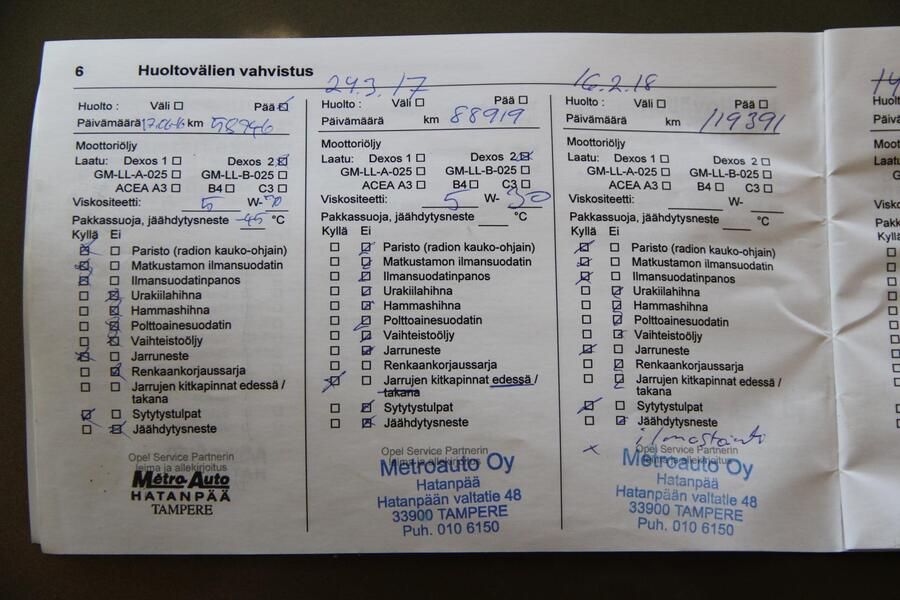 6 Huoltovälien vahvistus
Huolto : Väli ☐ Pää ☒
Päivämäärä 17.06.16 km 58946
Moottoriöljy
Laatu: Dexos 1 ☐ Dexos 2 ☒
GM-LL-A-025 ☐ GM-LL-B-025 ☐
ACEA A3 ☐ B4 ☐ C3 ☐
Viskositeetti: 5 W- 30
Pakkassuoja, jäähdytysneste -45 °C
Kyllä Ei
☒ ☐ Paristo (radion kauko-ohjain)
☒ ☐ Matkustamon ilmansuodatin
☒ ☐ Ilmansuodatinpanos
☐ ☒ Urakiilahihna
☐ ☒ Hammashihna
☐ ☒ Polttoainesuodatin
☐ ☒ Vaihteistoöljy
☒ ☐ Jarruneste
☐ ☒ Renkaankorjaussarja
☐ ☐ Jarrujen kitkapinnat edessä /
takana
☒ ☐ Sytytystulpat
☐ ☒ Jäähdytysneste
Opel Service Partnerin
leima ja allekirjoitus
Metro Auto
HATANPÄÄ
TAMPERE
24.3.17
Huolto : Väli ☐ Pää ☐
Päivämäärä km 88919
Moottoriöljy
Laatu: Dexos 1 ☐ Dexos 2 ☒
GM-LL-A-025 ☐ GM-LL-B-025 ☐
ACEA A3 ☐ B4 ☐ C3 ☐
Viskositeetti: 5 W- 30
Pakkassuoja, jäähdytysneste °C
Kyllä Ei
☐ ☒ Paristo (radion kauko-ohjain)
☐ ☒ Matkustamon ilmansuodatin
☐ ☒ Ilmansuodatinpanos
☐ ☒ Urakiilahihna
☐ ☒ Hammashihna
☐ ☒ Polttoainesuodatin
☐ ☒ Vaihteistoöljy
☐ ☒ Jarruneste
☐ ☐ Renkaankorjaussarja
☒ ☐ Jarrujen kitkapinnat edessä /
takana
☐ ☒ Sytytystulpat
☐ ☒ Jäähdytysneste
Opel Service Partnerin
leima ja allekirjoitus
Metroauto Oy
Hatanpää
Hatanpään valtatie 48
33900 TAMPERE
Puh. 010 6150
16.2.18
Huolto : Väli ☐ Pää ☐
Päivämäärä km 119391
Moottoriöljy
Laatu: Dexos 1 ☐ Dexos 2 ☐
GM-LL-A-025 ☐ GM-LL-B-025 ☐
ACEA A3 ☐ B4 ☐ C3 ☐
Viskositeetti: W-
Pakkassuoja, jäähdytysneste °C
Kyllä Ei
☒ ☐ Paristo (radion kauko-ohjain)
☒ ☐ Matkustamon ilmansuodatin
☒ ☐ Ilmansuodatinpanos
☐ ☒ Urakiilahihna
☐ ☒ Hammashihna
☐ ☒ Polttoainesuodatin
☐ ☒ Vaihteistoöljy
☒ ☐ Jarruneste
☐ ☒ Renkaankorjaussarja
☐ ☒ Jarrujen kitkapinnat edessä /
takana
☒ ☐ Sytytystulpat
☐ ☒ Jäähdytysneste
x ilmastointi
Opel Service Partnerin
leima ja allekirjoitus
Metroauto Oy
Hatanpää
Hatanpään valtatie 48
33900 TAMPERE
Puh. 010 6150